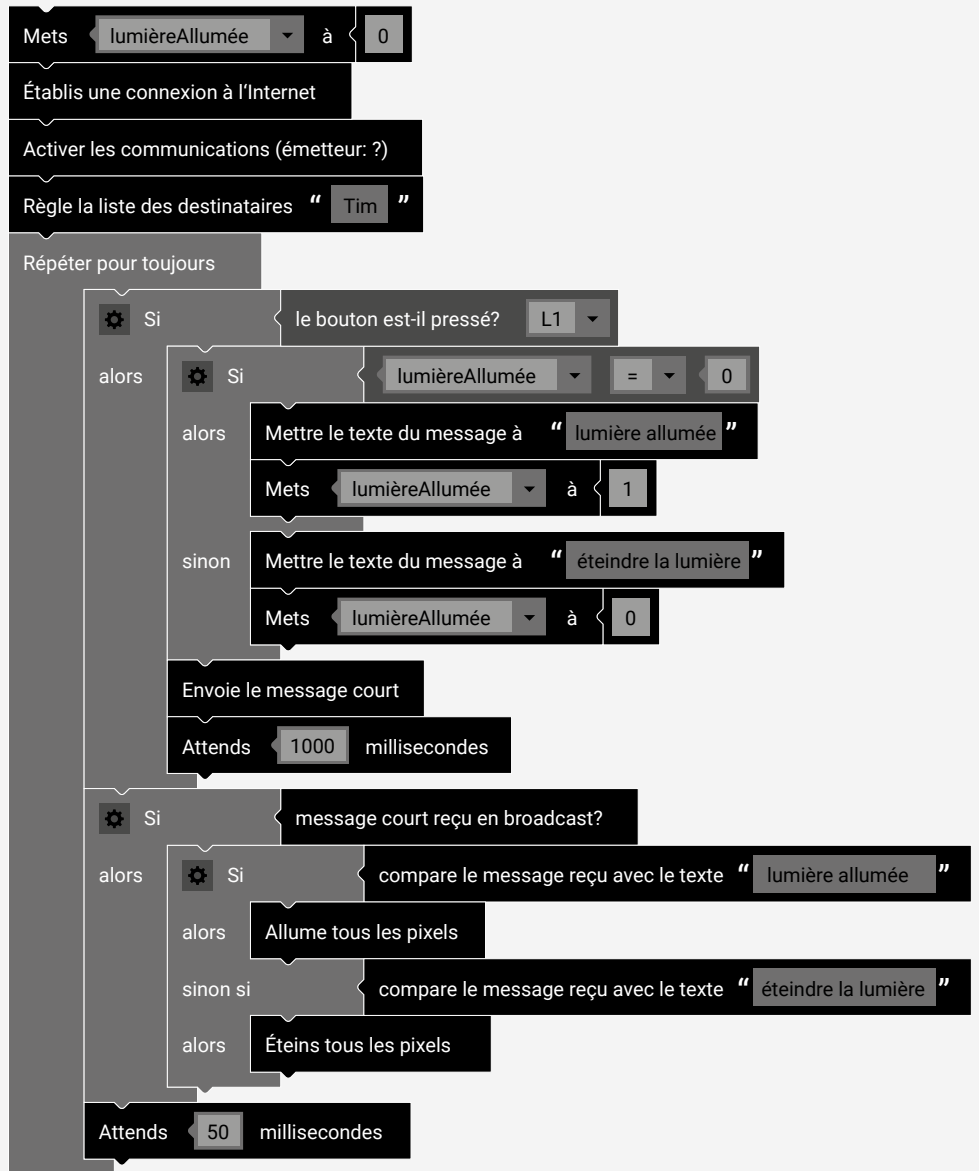 Mets lumièreAllumée à 0
Établis une connexion à l‘Internet
Activer les communications (émetteur: ?)
Règle la liste des destinataires “ Tim ”
Répéter pour toujours
Si le bouton est-il pressé? L1
alors Si lumièreAllumée = 0
alors Mettre le texte du message à “ lumière allumée ”
Mets lumièreAllumée à 1
sinon Mettre le texte du message à “ éteindre la lumière ”
Mets lumièreAllumée à 0
Envoie le message court
Attends 1000 millisecondes
Si message court reçu en broadcast?
alors Si compare le message reçu avec le texte “ lumière allumée ”
alors Allume tous les pixels
sinon si compare le message reçu avec le texte “ éteindre la lumière ”
alors Éteins tous les pixels
Attends 50 millisecondes